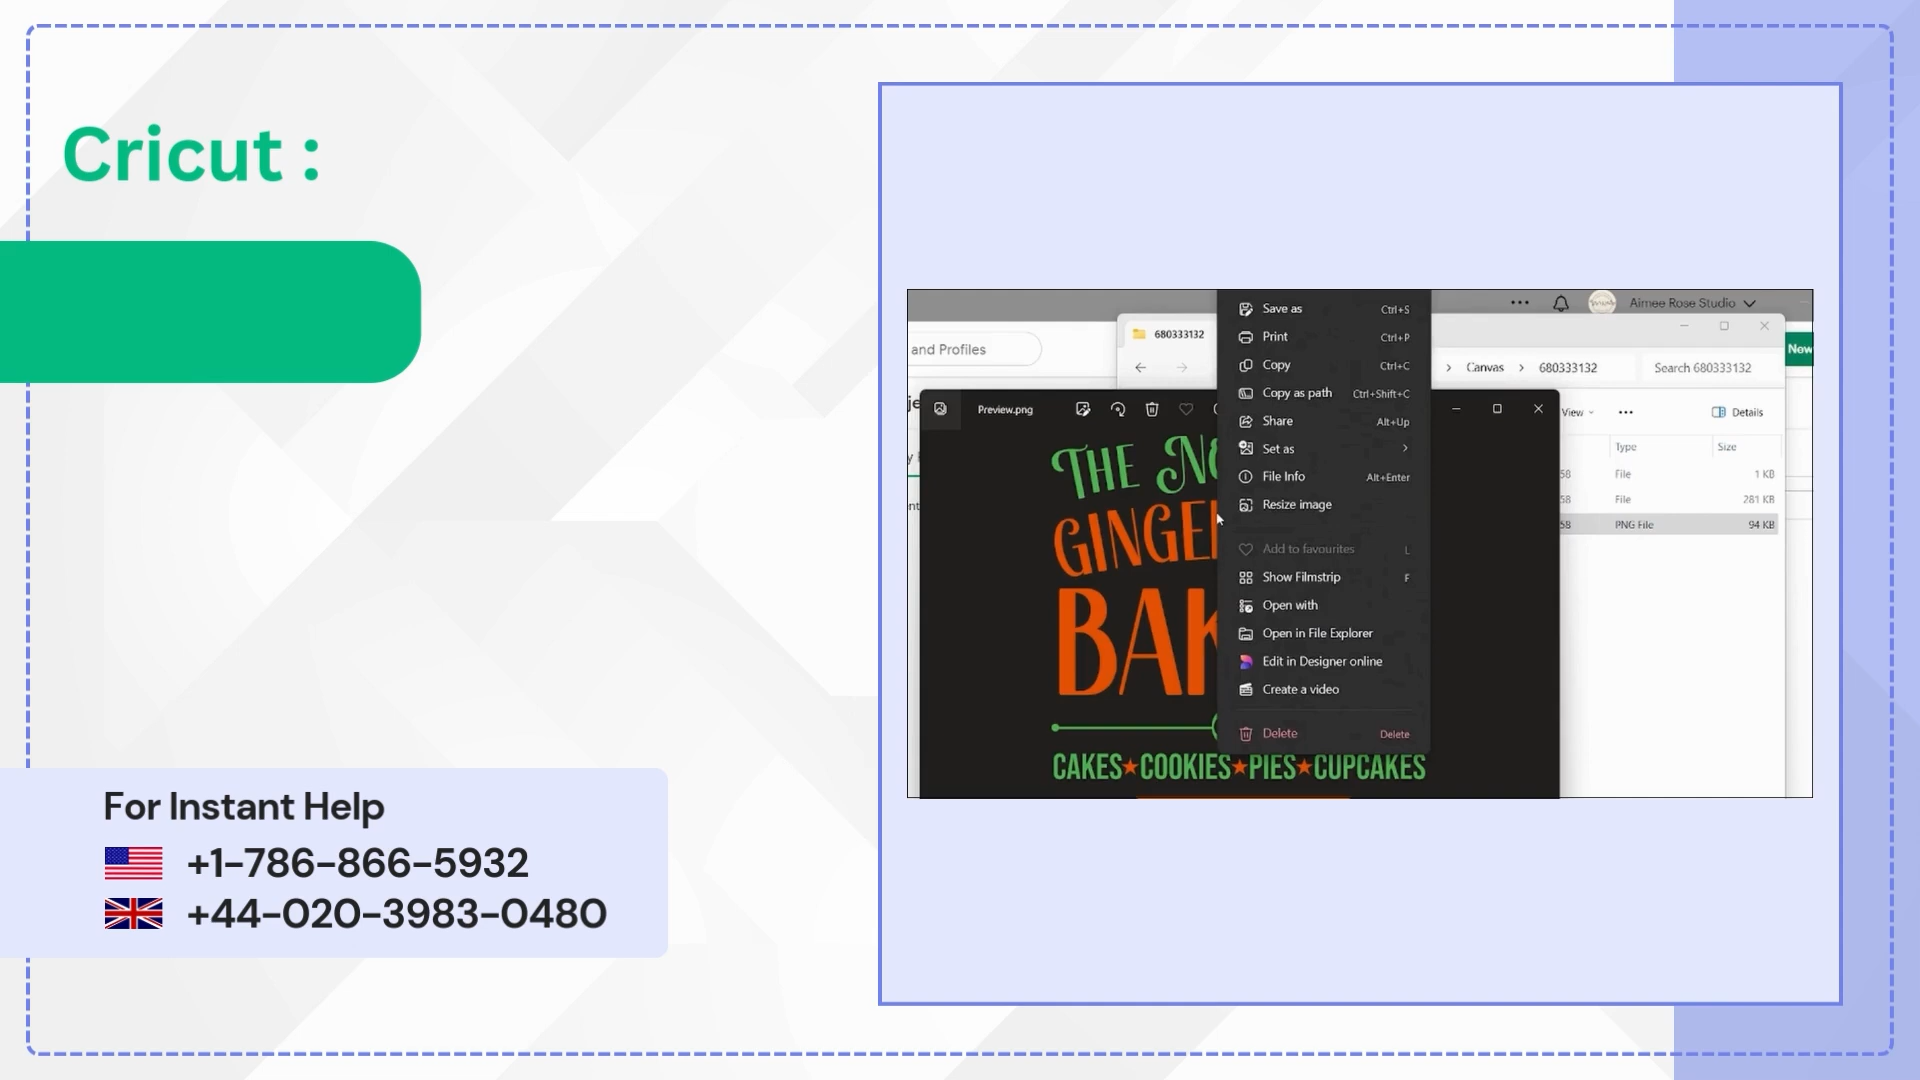 Cricut :
For Instant Help
+1-786-866-5932
+44-020-3983-0480
Aimee Rose Studio
and Profiles
680333132
Canvas > 680333132
Search 680333132
New
Preview.png
View
Details
Type Size
58 File 1 KB
58 File 281 KB
58 PNG File 94 KB
Save as Ctrl+S
Print Ctrl+P
Copy Ctrl+C
Copy as path Ctrl+Shift+C
Share Alt+Up
Set as
File Info Alt+Enter
Resize image
Add to favourites L
Show Filmstrip F
Open with
Open in File Explorer
Edit in Designer online
Create a video
Delete Delete
THE NO
GINGE
BAK
CAKES★COOKIES★PIES★CUPCAKES